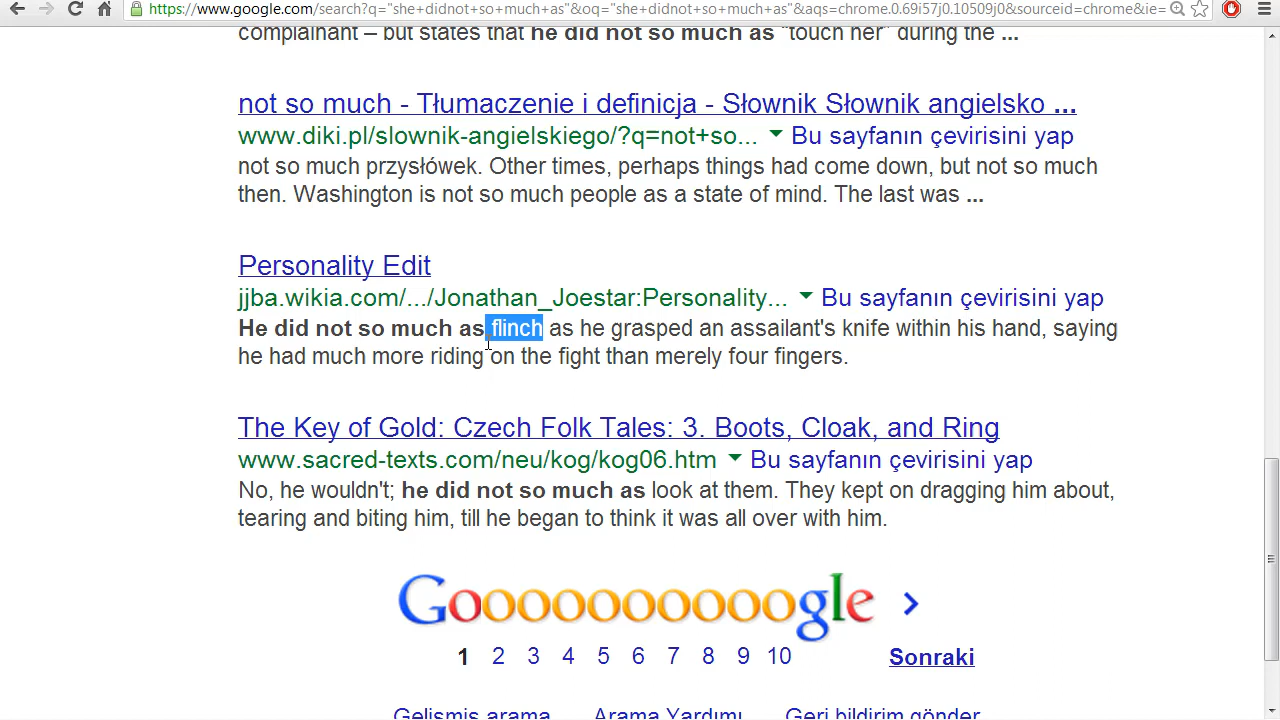 https://www.google.com/search?q="she+didnot+so+much+as"&oq="she+didnot+so+much+as"&aqs=chrome.0.69i57j0.10509j0&sourceid=chrome&ie=
complainant – but states that he did not so much as "touch her" during the ...
not so much - Tłumaczenie i definicja - Słownik Słownik angielsko ...
www.diki.pl/slownik-angielskiego/?q=not+so... Bu sayfanın çevirisini yap
not so much przysłówek. Other times, perhaps things had come down, but not so much
then. Washington is not so much people as a state of mind. The last was ...
Personality Edit
jjba.wikia.com/.../Jonathan_Joestar:Personality... Bu sayfanın çevirisini yap
He did not so much as flinch as he grasped an assailant's knife within his hand, saying
he had much more riding on the fight than merely four fingers.
The Key of Gold: Czech Folk Tales: 3. Boots, Cloak, and Ring
www.sacred-texts.com/neu/kog/kog06.htm Bu sayfanın çevirisini yap
No, he wouldn't; he did not so much as look at them. They kept on dragging him about,
tearing and biting him, till he began to think it was all over with him.
Goooooooooogle
1 2 3 4 5 6 7 8 9 10 Sonraki
Gelişmiş arama Arama Yardımı Geri bildirim gönder